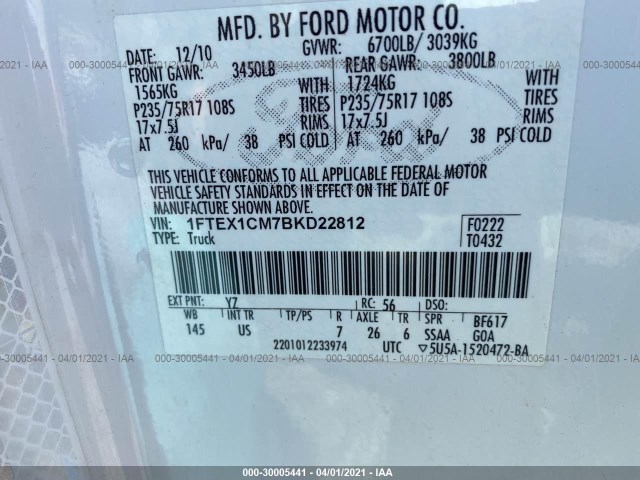 MFD. BY FORD MOTOR CO.
DATE: 12/10 GVWR: 6700LB/ 3039KG
FRONT GAWR: 3450LB REAR GAWR: 3800LB
1565KG WITH 1724KG WITH
P235/75R17 108S TIRES P235/75R17 108S TIRES
17x7.5J RIMS 17x7.5J RIMS
AT 260 kPa/ 38 PSI COLD AT 260 kPa/ 38 PSI COLD
Ford
THIS VEHICLE CONFORMS TO ALL APPLICABLE FEDERAL MOTOR
VEHICLE SAFETY STANDARDS IN EFFECT ON THE DATE OF
MANUFACTURE SHOWN ABOVE.
VIN: 1FTEX1CM7BKD22812 F0222
TYPE: Truck T0432
EXT PNT: YZ RC: 56 DSO:
WB INT TR TP/PS R AXLE TR SPR BF617
145 US 7 26 6 SSAA GOA
2201012233974 UTC ▽5U5A-1520472-BA
000-30005441 - 04/01/2021 - IAA